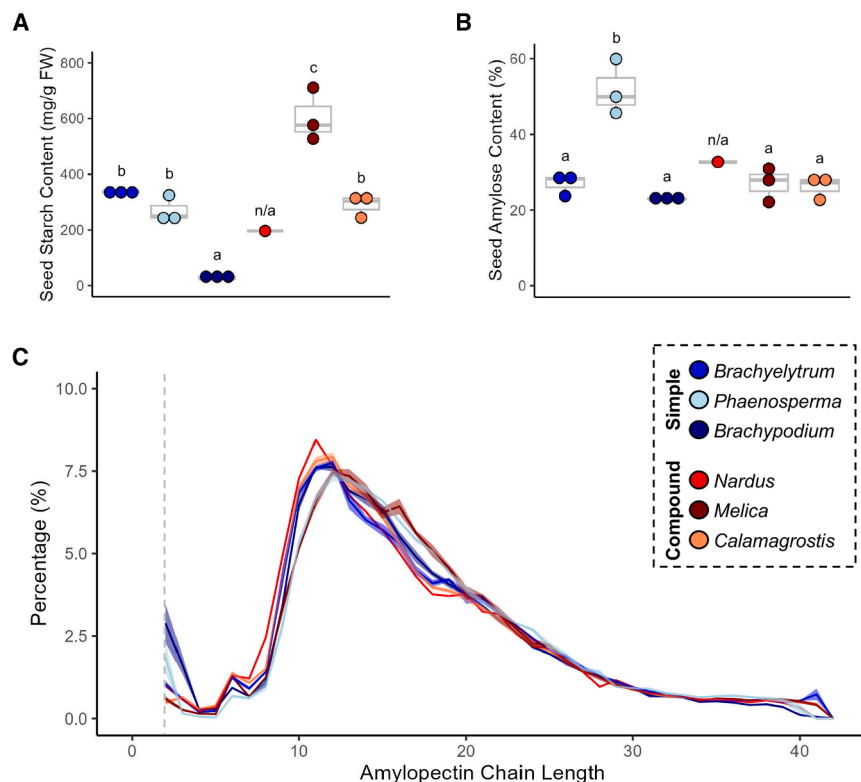 A
Seed Starch Content (mg/g FW)
800
600
400
200
0
b
b
a
n/a
c
b
B
Seed Amylose Content (%)
60
40
20
0
a
b
a
n/a
a
a
C
Percentage (%)
10.0
7.5
5.0
2.5
0.0
0
10
20
30
40
Amylopectin Chain Length
Simple
Brachyelytrum
Phaenosperma
Brachypodium
Compound
Nardus
Melica
Calamagrostis